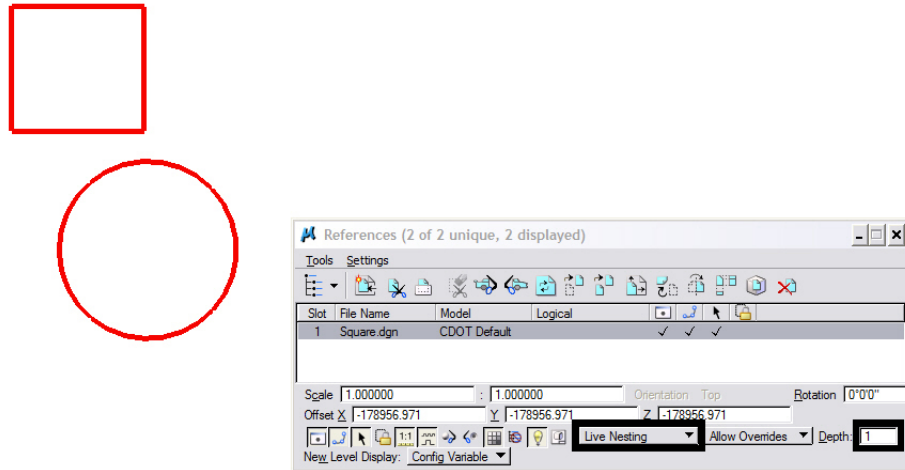 References (2 of 2 unique, 2 displayed)
Tools Settings
Slot File Name Model Logical
1 Square.dgn CDOT Default
Scale 1.000000 : 1.000000 Orientation Top Rotation 0°0'0"
Offset X -178956.971 Y -178956.971 Z -178956.971
1:1 Live Nesting Allow Overrides Depth: 1
New Level Display: Config Variable